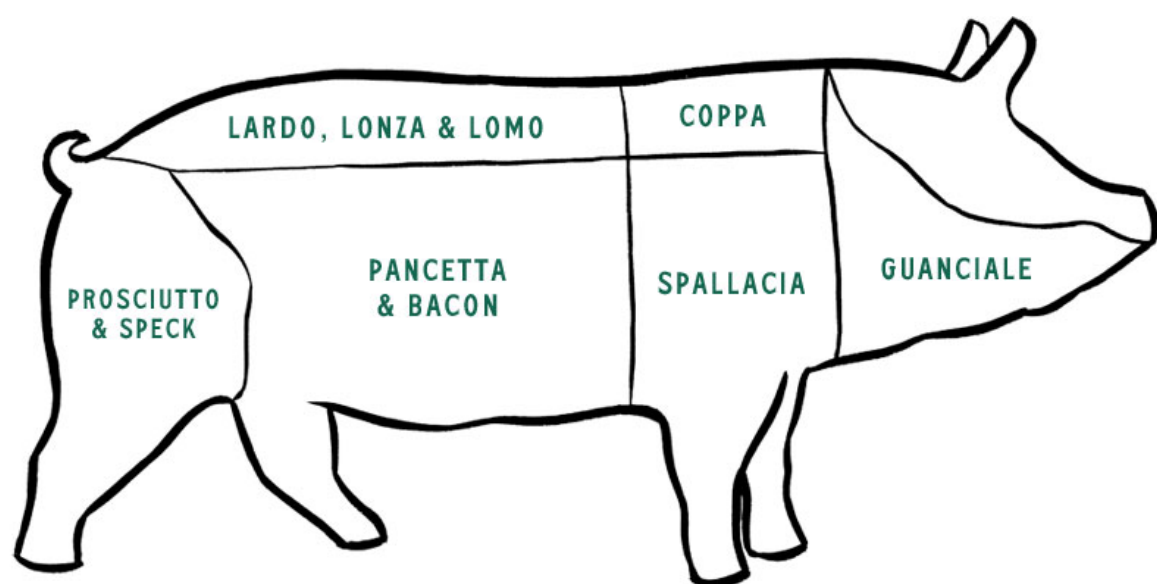 LARDO, LONZA & LOMO
COPPA
PROSCIUTTO
& SPECK
PANCETTA
& BACON
SPALLACIA
GUANCIALE